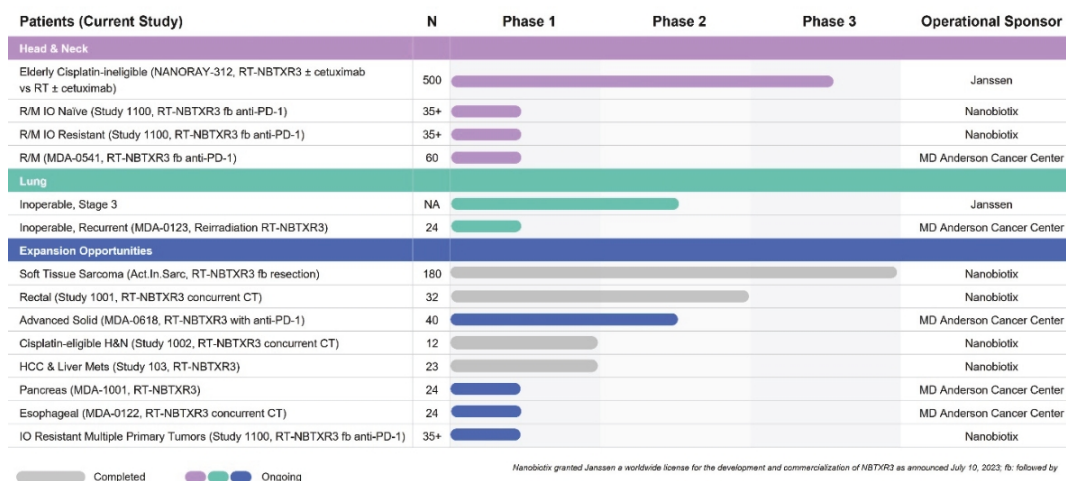 Patients (Current Study) N Phase 1 Phase 2 Phase 3 Operational Sponsor
Head & Neck
Elderly Cisplatin-ineligible (NANORAY-312, RT-NBTXR3 ± cetuximab
vs RT ± cetuximab) 500 Janssen
R/M IO Naïve (Study 1100, RT-NBTXR3 fb anti-PD-1) 35+ Nanobiotix
R/M IO Resistant (Study 1100, RT-NBTXR3 fb anti-PD-1) 35+ Nanobiotix
R/M (MDA-0541, RT-NBTXR3 fb anti-PD-1) 60 MD Anderson Cancer Center
Lung
Inoperable, Stage 3 NA Janssen
Inoperable, Recurrent (MDA-0123, Reirradiation RT-NBTXR3) 24 MD Anderson Cancer Center
Expansion Opportunities
Soft Tissue Sarcoma (Act.In.Sarc, RT-NBTXR3 fb resection) 180 Nanobiotix
Rectal (Study 1001, RT-NBTXR3 concurrent CT) 32 Nanobiotix
Advanced Solid (MDA-0618, RT-NBTXR3 with anti-PD-1) 40 MD Anderson Cancer Center
Cisplatin-eligible H&N (Study 1002, RT-NBTXR3 concurrent CT) 12 Nanobiotix
HCC & Liver Mets (Study 103, RT-NBTXR3) 23 Nanobiotix
Pancreas (MDA-1001, RT-NBTXR3) 24 MD Anderson Cancer Center
Esophageal (MDA-0122, RT-NBTXR3 concurrent CT) 24 MD Anderson Cancer Center
IO Resistant Multiple Primary Tumors (Study 1100, RT-NBTXR3 fb anti-PD-1) 35+ Nanobiotix
Nanobiotix granted Janssen a worldwide license for the development and commercialization of NBTXR3 as announced July 10, 2023; fb: followed by
Completed Ongoing